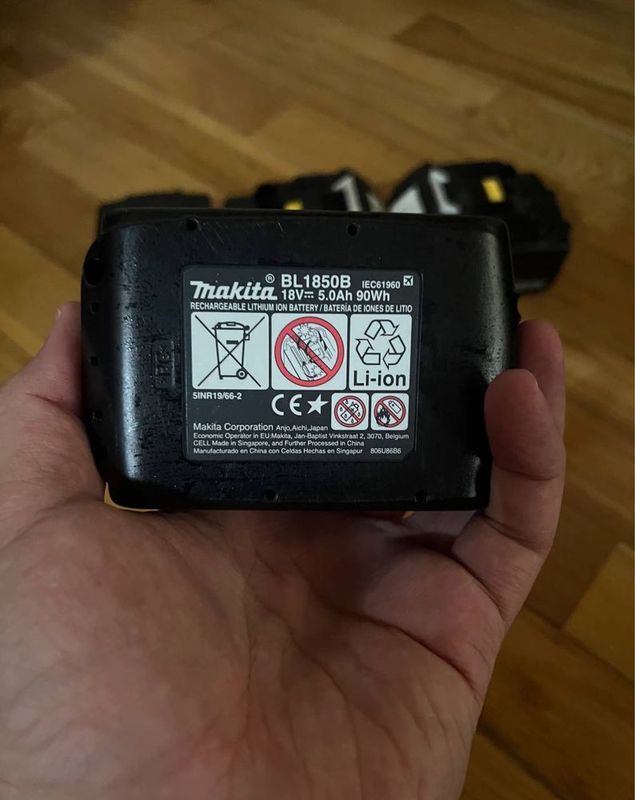 Makita® BL1850B IEC61960
18V⎓ 5.0Ah 90Wh
RECHARGEABLE LITHIUM ION BATTERY / BATERÍA DE IONES DE LITIO
Li-ion
5INR19/66-2
CE
Makita Corporation Anjo,Aichi,Japan
Economic Operator in EU:Makita, Jan-Baptist Vinkstraat 2, 3070, Belgium
CELL Made in Singapore, and Further Processed in China
Manufacturado en China con Celdas Hechas en Singapur 806U86B6